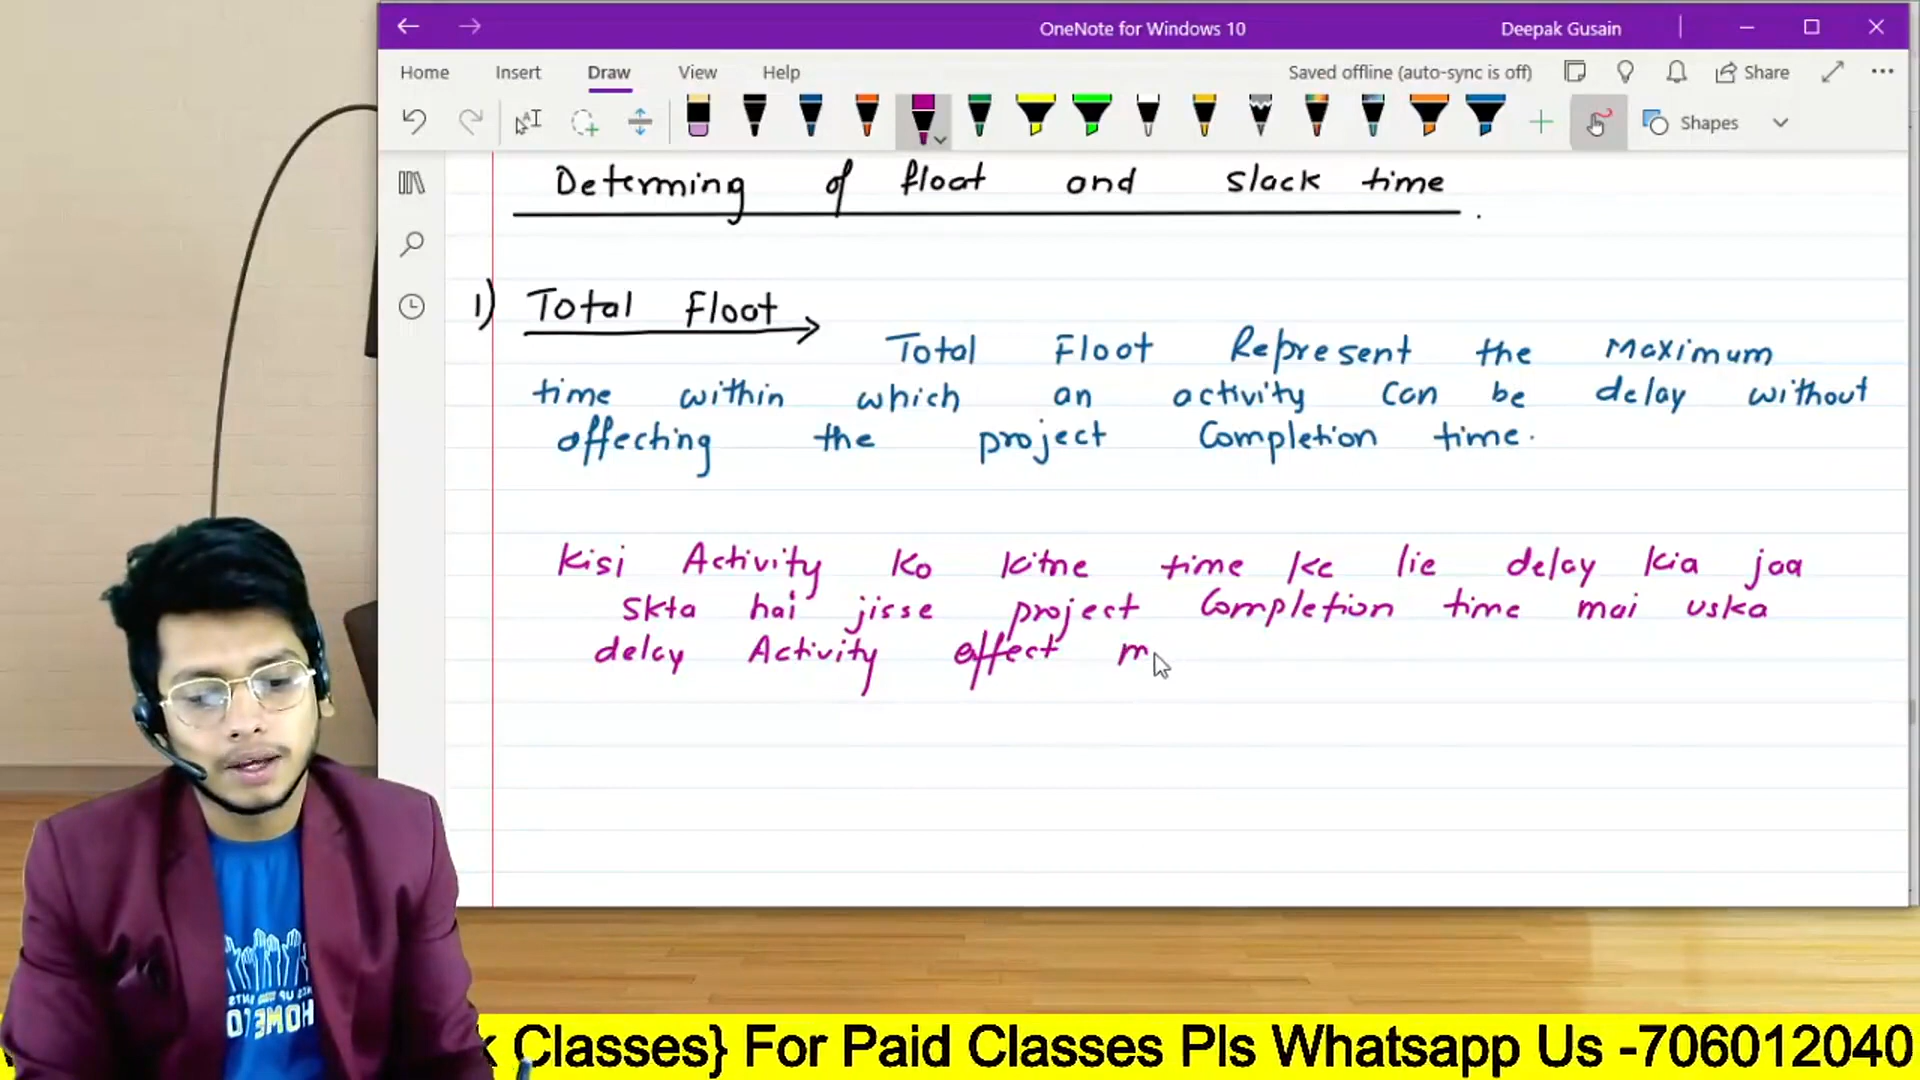 OneNote for Windows 10
Deepak Gusain
Home Insert Draw View Help
Saved offline (auto-sync is off)
Share
Shapes
Determing of float and slack time.
1) Total Float
Total Float Represent the Maximum
time within which an activity can be delay without
affecting the project Completion time.
Kisi Activity Ko Kitne time ke lie delay kia jaa
skta hai jisse project Completion time mai uska
delay Activity effect m
HOMECO
k Classes} For Paid Classes Pls Whatsapp Us -706012040